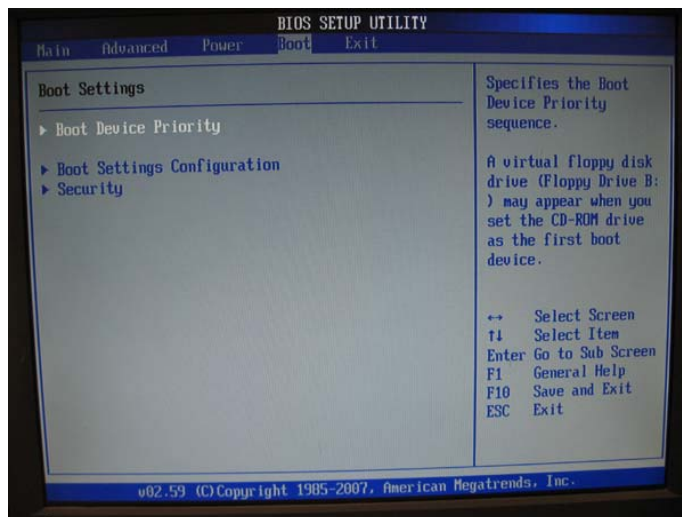 BIOS SETUP UTILITY
Main Advanced Power Boot Exit
Boot Settings
▶ Boot Device Priority
▶ Boot Settings Configuration
▶ Security
Specifies the Boot
Device Priority
sequence.
A virtual floppy disk
drive (Floppy Drive B:
) may appear when you
set the CD-ROM drive
as the first boot
device.
↔ Select Screen
↑↓ Select Item
Enter Go to Sub Screen
F1 General Help
F10 Save and Exit
ESC Exit
v02.59 (C)Copyright 1985-2007, American Megatrends, Inc.